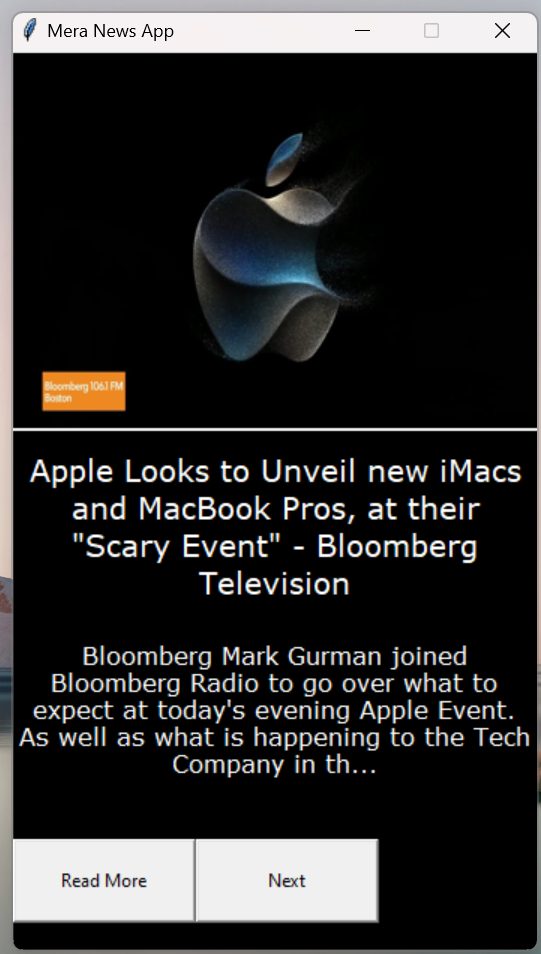 Mera News App
Bloomberg 106.1 FM
Boston
Apple Looks to Unveil new iMacs
and MacBook Pros, at their
"Scary Event" - Bloomberg
Television
Bloomberg Mark Gurman joined
Bloomberg Radio to go over what to
expect at today's evening Apple Event.
As well as what is happening to the Tech
Company in th...
Read More
Next